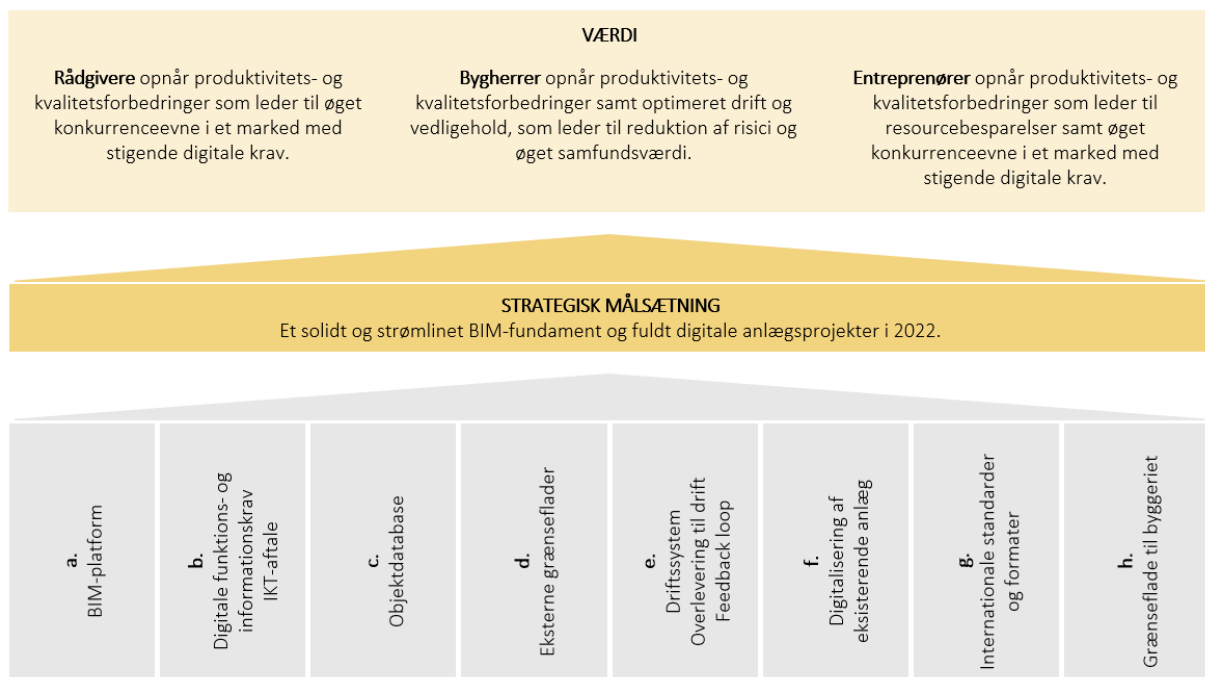 VÆRDI
Rådgivere opnår produktivitets- og
kvalitetsforbedringer som leder til øget
konkurrenceevne i et marked med
stigende digitale krav.
Bygherrer opnår produktivitets- og
kvalitetsforbedringer samt optimeret drift og
vedligehold, som leder til reduktion af risici og
øget samfundsværdi.
Entreprenører opnår produktivitets- og
kvalitetsforbedringer som leder til
resourcebesparelser samt øget
konkurrenceevne i et marked med
stigende digitale krav.
STRATEGISK MÅLSÆTNING
Et solidt og strømlinet BIM-fundament og fuldt digitale anlægsprojekter i 2022.
a.
BIM-platform
b.
Digitale funktions- og
informationskrav
IKT-aftale
c.
Objektdatabase
d.
Eksterne grænseflader
e.
Driftssystem
Overlevering til drift
Feedback loop
f.
Digitalisering af
eksisterende anlæg
g.
Internationale standarder
og formater
h.
Grænseflade til byggeriet